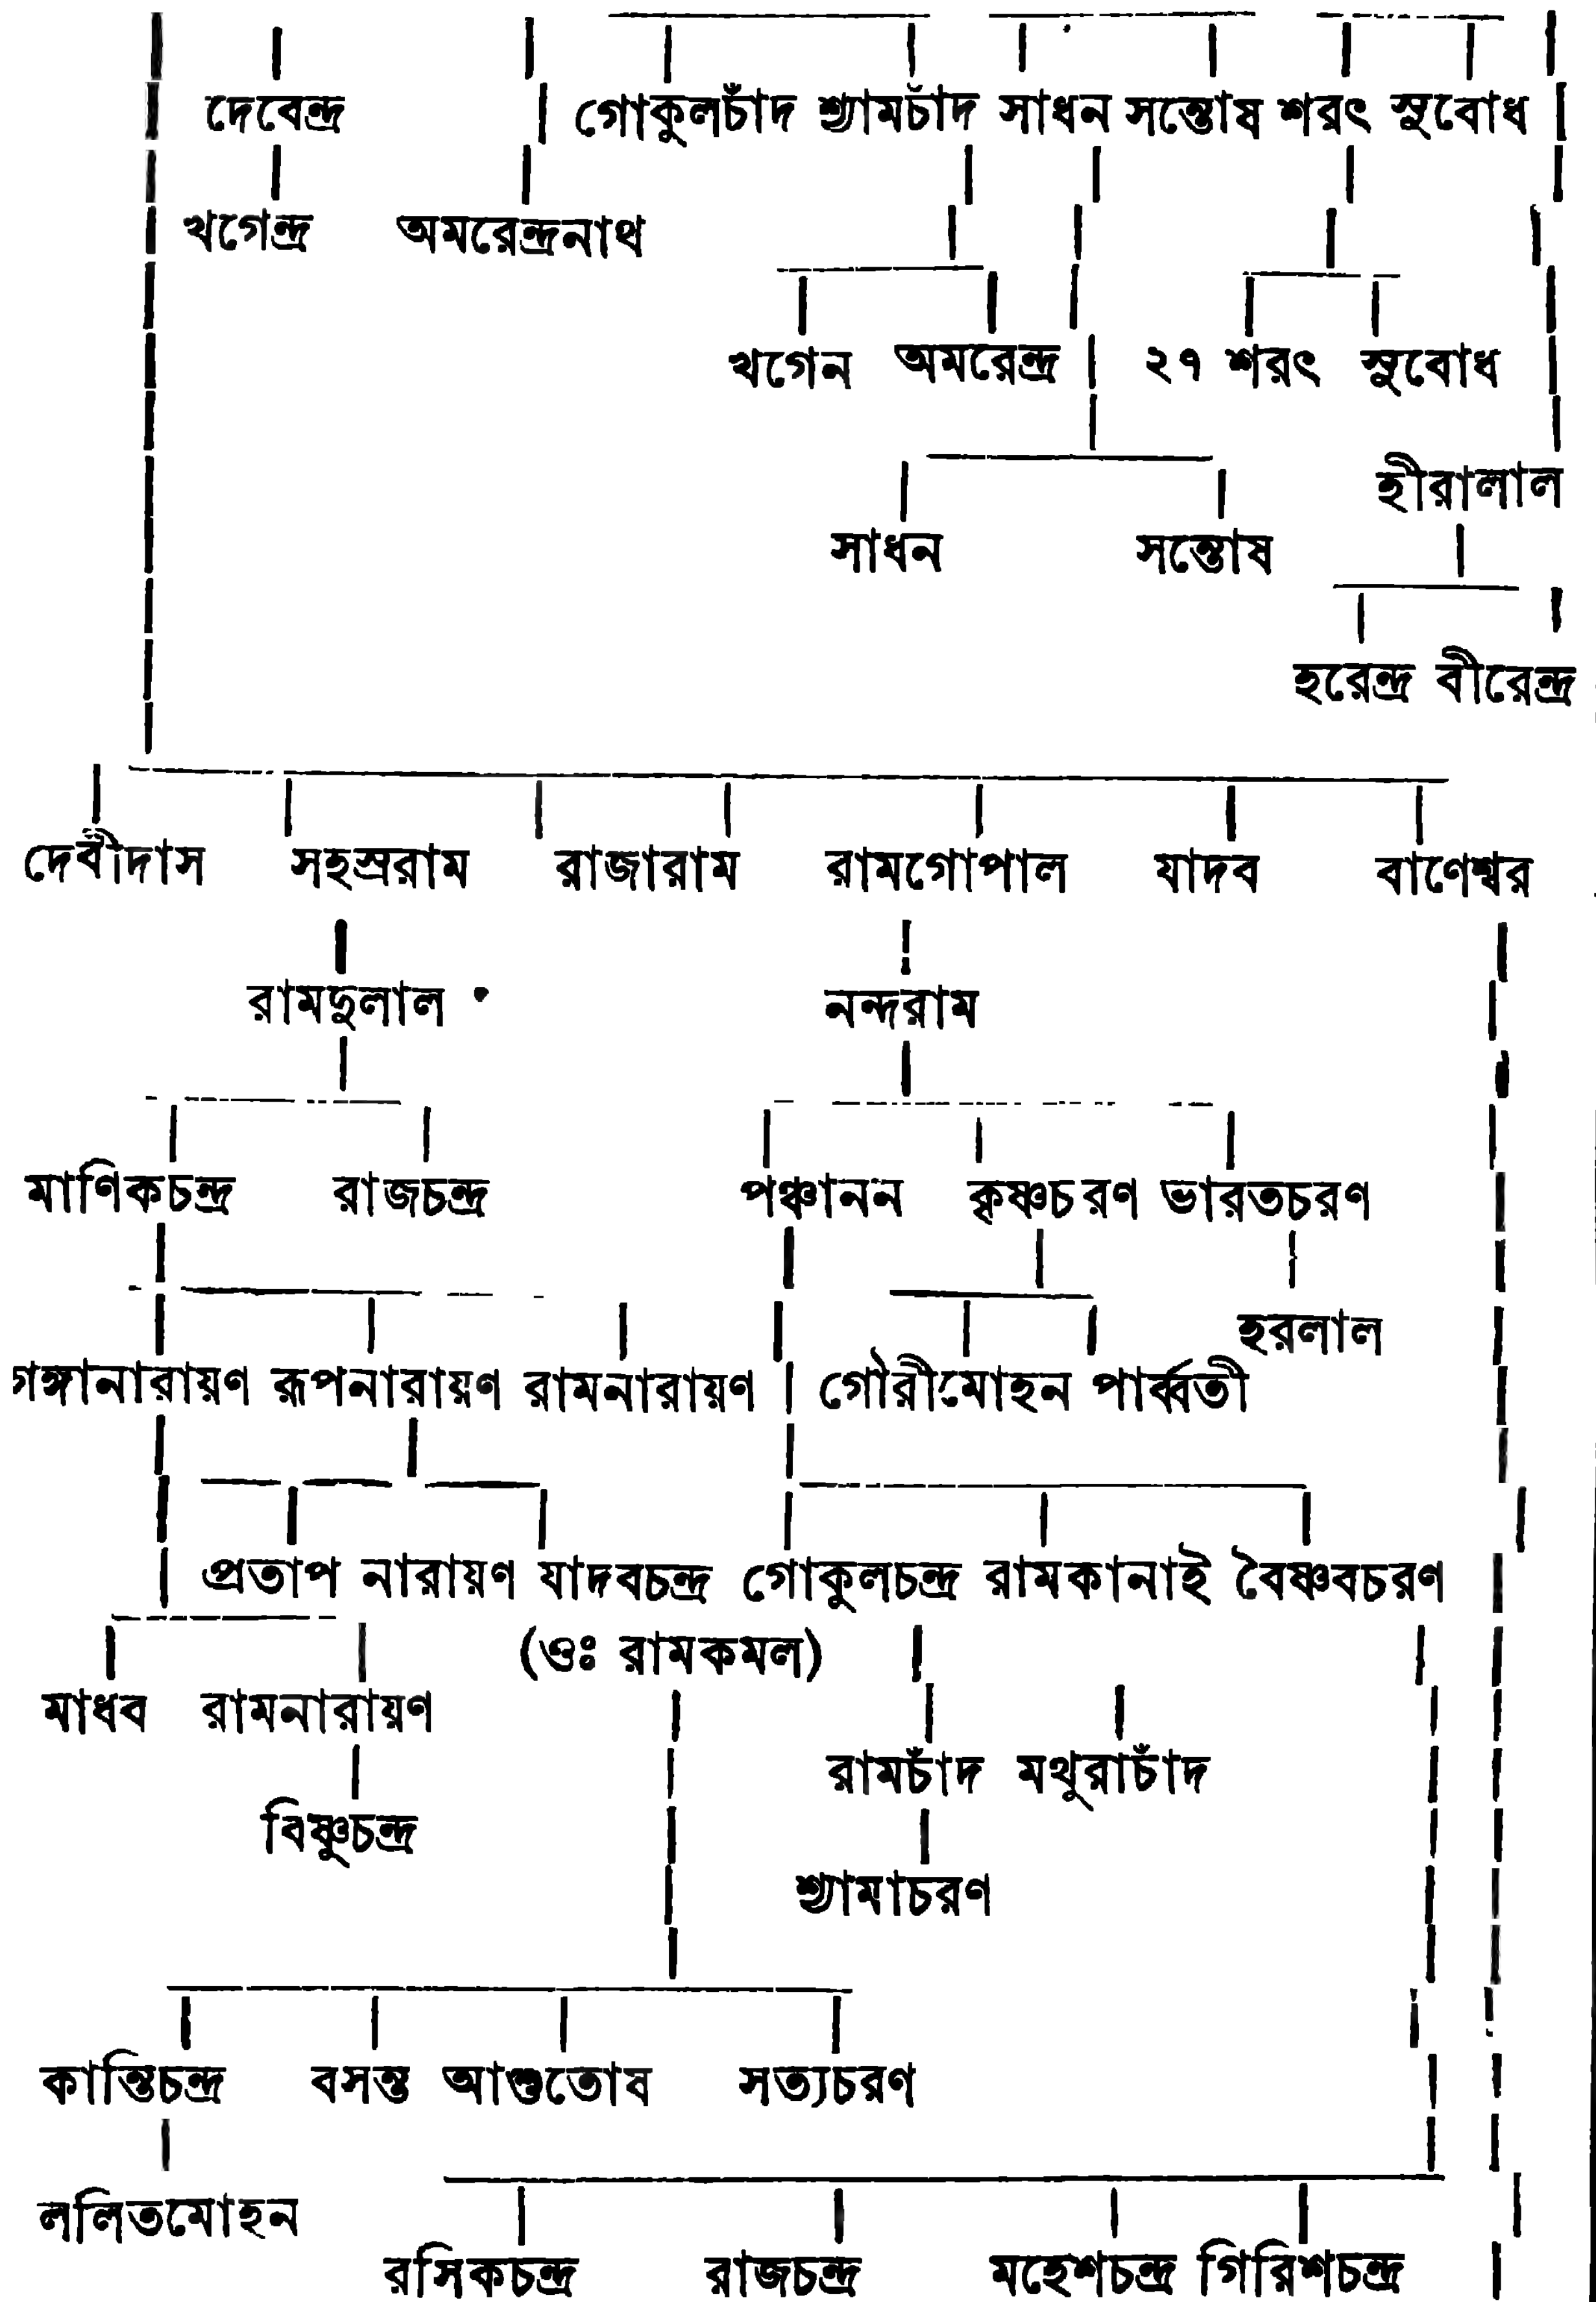 দেবেন্দ্র গোকুলচাঁদ শ্যামচাঁদ সাধন সন্তোষ শরৎ সুবোধ
খগেন্দ্র অমরেন্দ্রনাথ
খগেন অমরেন্দ্র ২৭ শরৎ সুবোধ
হীরালাল
সাধন সন্তোষ
হরেন্দ্র বীরেন্দ্র
দেবীদাস সহস্ররাম রাজারাম রামগোপাল যাদব বাণেশ্বর
রামদুলাল নন্দরাম
মাণিকচন্দ্র রাজচন্দ্র পঞ্চানন কৃষ্ণচরণ ভারতচরণ
হরলাল
গঙ্গানারায়ণ রূপনারায়ণ রামনারায়ণ গৌরীমোহন পার্ব্বতী
প্রতাপ নারায়ণ যাদবচন্দ্র গোকুলচন্দ্র রামকানাই বৈষ্ণবচরণ
(ওঃ রামকমল)
মাধব রামনারায়ণ
রামচাঁদ মথুরাচাঁদ
বিষ্ণুচন্দ্র
শ্যামাচরণ
কান্তিচন্দ্র বসন্ত আশুতোষ সত্যচরণ
ললিতমোহন
রসিকচন্দ্র রাজচন্দ্র মহেশচন্দ্র গিরিশচন্দ্র